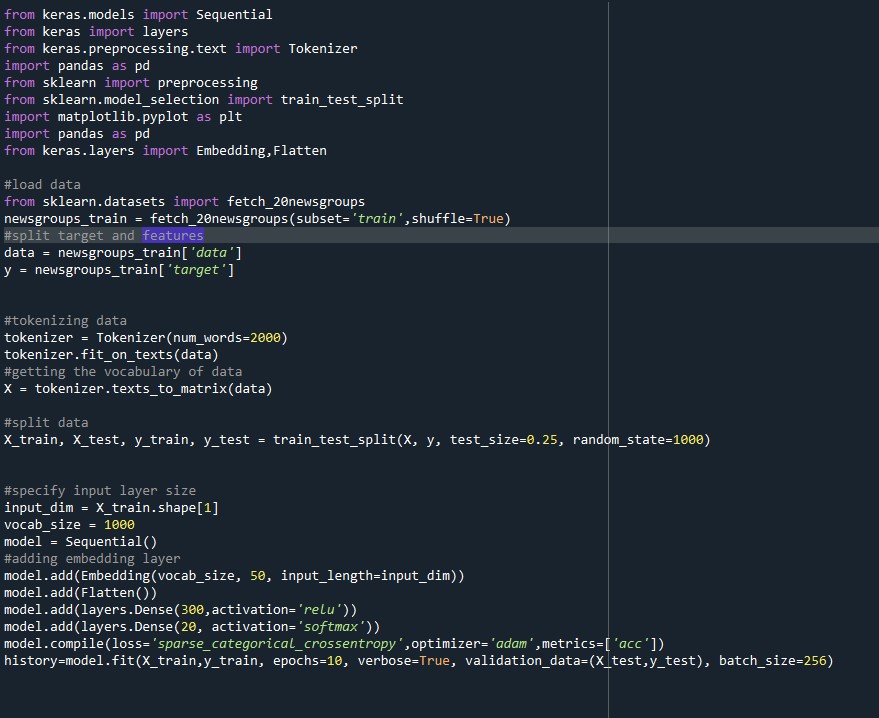 from keras.models import Sequential
from keras import layers
from keras.preprocessing.text import Tokenizer
import pandas as pd
from sklearn import preprocessing
from sklearn.model_selection import train_test_split
import matplotlib.pyplot as plt
import pandas as pd
from keras.layers import Embedding,Flatten
#load data
from sklearn.datasets import fetch_20newsgroups
newsgroups_train = fetch_20newsgroups(subset='train',shuffle=True)
#split target and features
data = newsgroups_train['data']
y = newsgroups_train['target']
#tokenizing data
tokenizer = Tokenizer(num_words=2000)
tokenizer.fit_on_texts(data)
#getting the vocabulary of data
X = tokenizer.texts_to_matrix(data)
#split data
X_train, X_test, y_train, y_test = train_test_split(X, y, test_size=0.25, random_state=1000)
#specify input layer size
input_dim = X_train.shape[1]
vocab_size = 1000
model = Sequential()
#adding embedding layer
model.add(Embedding(vocab_size, 50, input_length=input_dim))
model.add(Flatten())
model.add(layers.Dense(300,activation='relu'))
model.add(layers.Dense(20, activation='softmax'))
model.compile(loss='sparse_categorical_crossentropy',optimizer='adam',metrics=['acc'])
history=model.fit(X_train,y_train, epochs=10, verbose=True, validation_data=(X_test,y_test), batch_size=256)